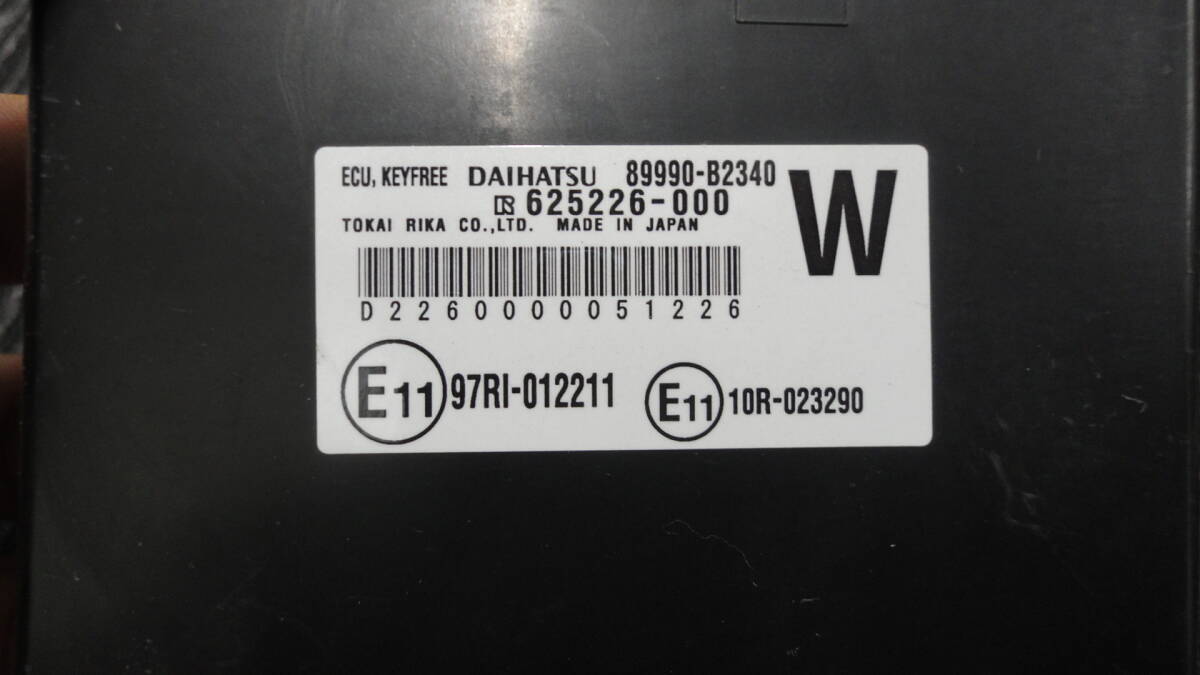 ECU, KEYFREE DAIHATSU 89990-B2340
625226-000
W
TOKAI RIKA CO.,LTD. MADE IN JAPAN
D2260000051226
E11 97RI-012211 E11 10R-023290